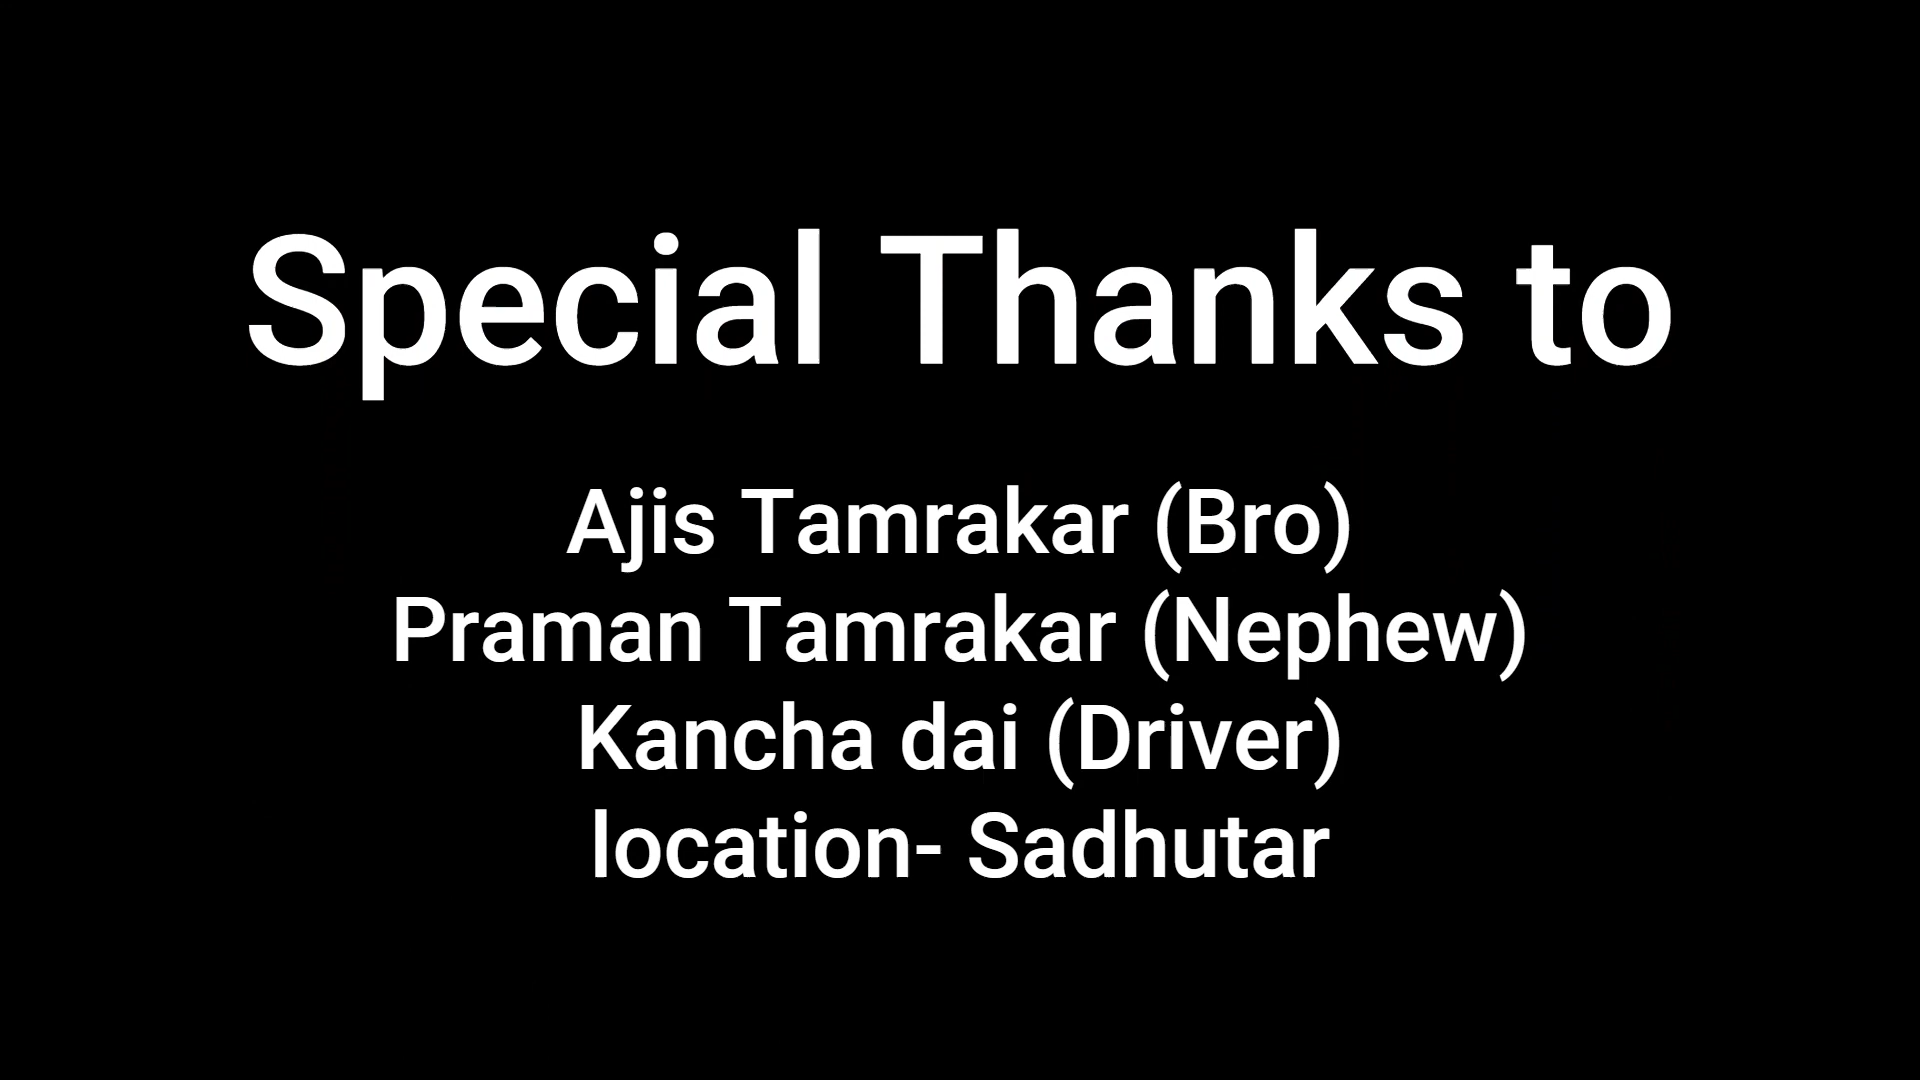 Special Thanks to
Ajis Tamrakar (Bro)
Praman Tamrakar (Nephew)
Kancha dai (Driver)
location- Sadhutar